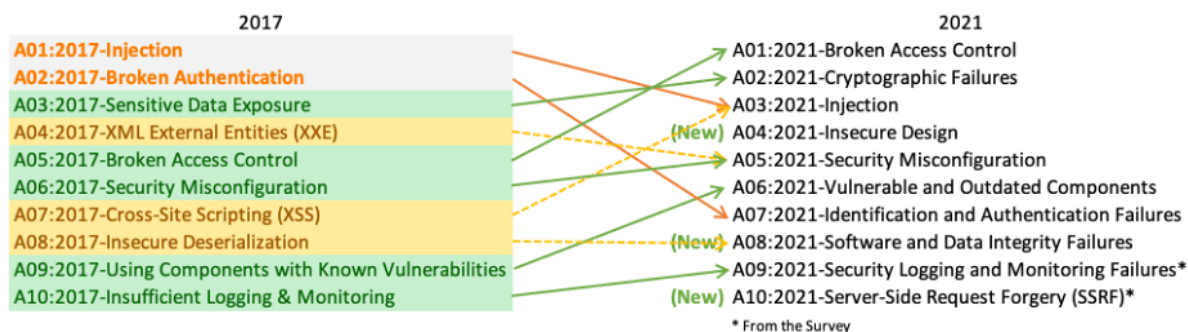 2017
A01:2017-Injection
A02:2017-Broken Authentication
A03:2017-Sensitive Data Exposure
A04:2017-XML External Entities (XXE)
A05:2017-Broken Access Control
A06:2017-Security Misconfiguration
A07:2017-Cross-Site Scripting (XSS)
A08:2017-Insecure Deserialization
A09:2017-Using Components with Known Vulnerabilities
A10:2017-Insufficient Logging & Monitoring
2021
A01:2021-Broken Access Control
A02:2021-Cryptographic Failures
A03:2021-Injection
(New) A04:2021-Insecure Design
A05:2021-Security Misconfiguration
A06:2021-Vulnerable and Outdated Components
A07:2021-Identification and Authentication Failures
(New) A08:2021-Software and Data Integrity Failures
A09:2021-Security Logging and Monitoring Failures*
(New) A10:2021-Server-Side Request Forgery (SSRF)*
* From the Survey